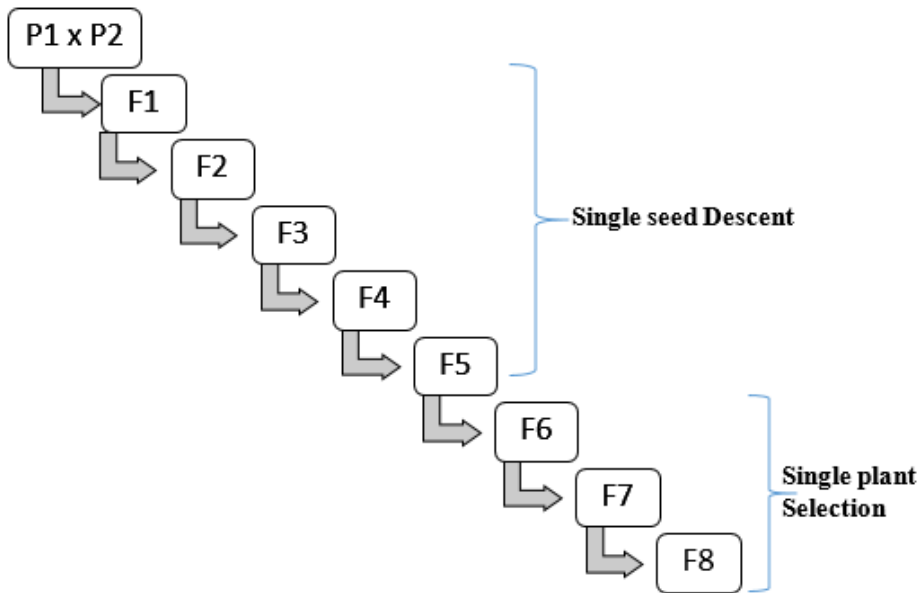 P1 x P2
F1
F2
F3
Single seed Descent
F4
F5
F6
Single plant
Selection
F7
F8